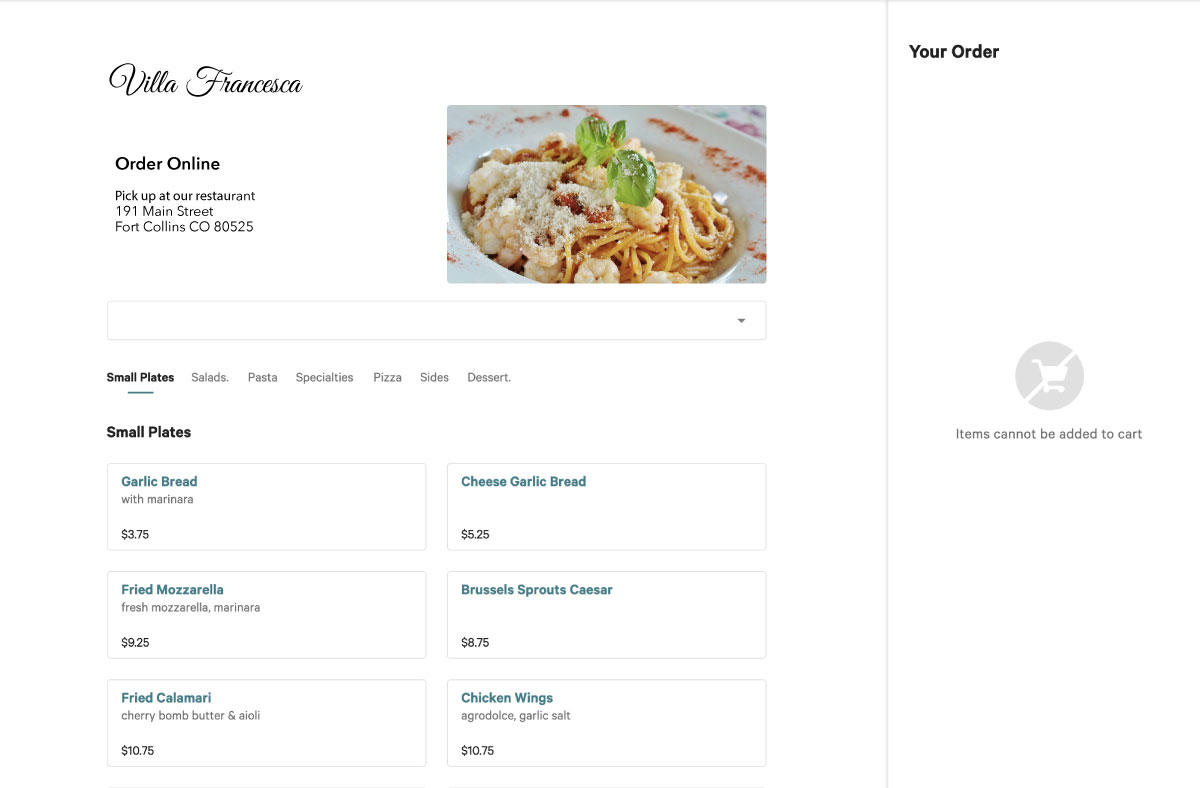 Villa Francesca
Order Online
Pick up at our restaurant
191 Main Street
Fort Collins CO 80525
Small Plates Salads. Pasta Specialties Pizza Sides Dessert.
Small Plates
Garlic Bread
with marinara
$3.75
Cheese Garlic Bread
$5.25
Fried Mozzarella
fresh mozzarella, marinara
$9.25
Brussels Sprouts Caesar
$8.75
Fried Calamari
cherry bomb butter & aioli
$10.75
Chicken Wings
agrodolce, garlic salt
$10.75
Your Order
Items cannot be added to cart